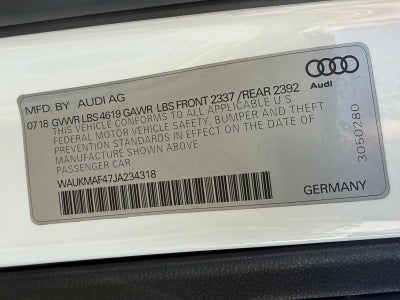 MFD. BY AUDI AG
0718 GVWR LBS 4619 GAWR LBS FRONT 2337 /REAR 2392
THIS VEHICLE CONFORMS TO ALL APPLICABLE U.S
FEDERAL MOTOR VEHICLE SAFETY, BUMPER AND THEFT
PREVENTION STANDARDS IN EFFECT ON THE DATE OF
MANUFACTURE SHOWN ABOVE
PASSENGER CAR
WAUKMAF47JA234318
Audi
3050280
GERMANY